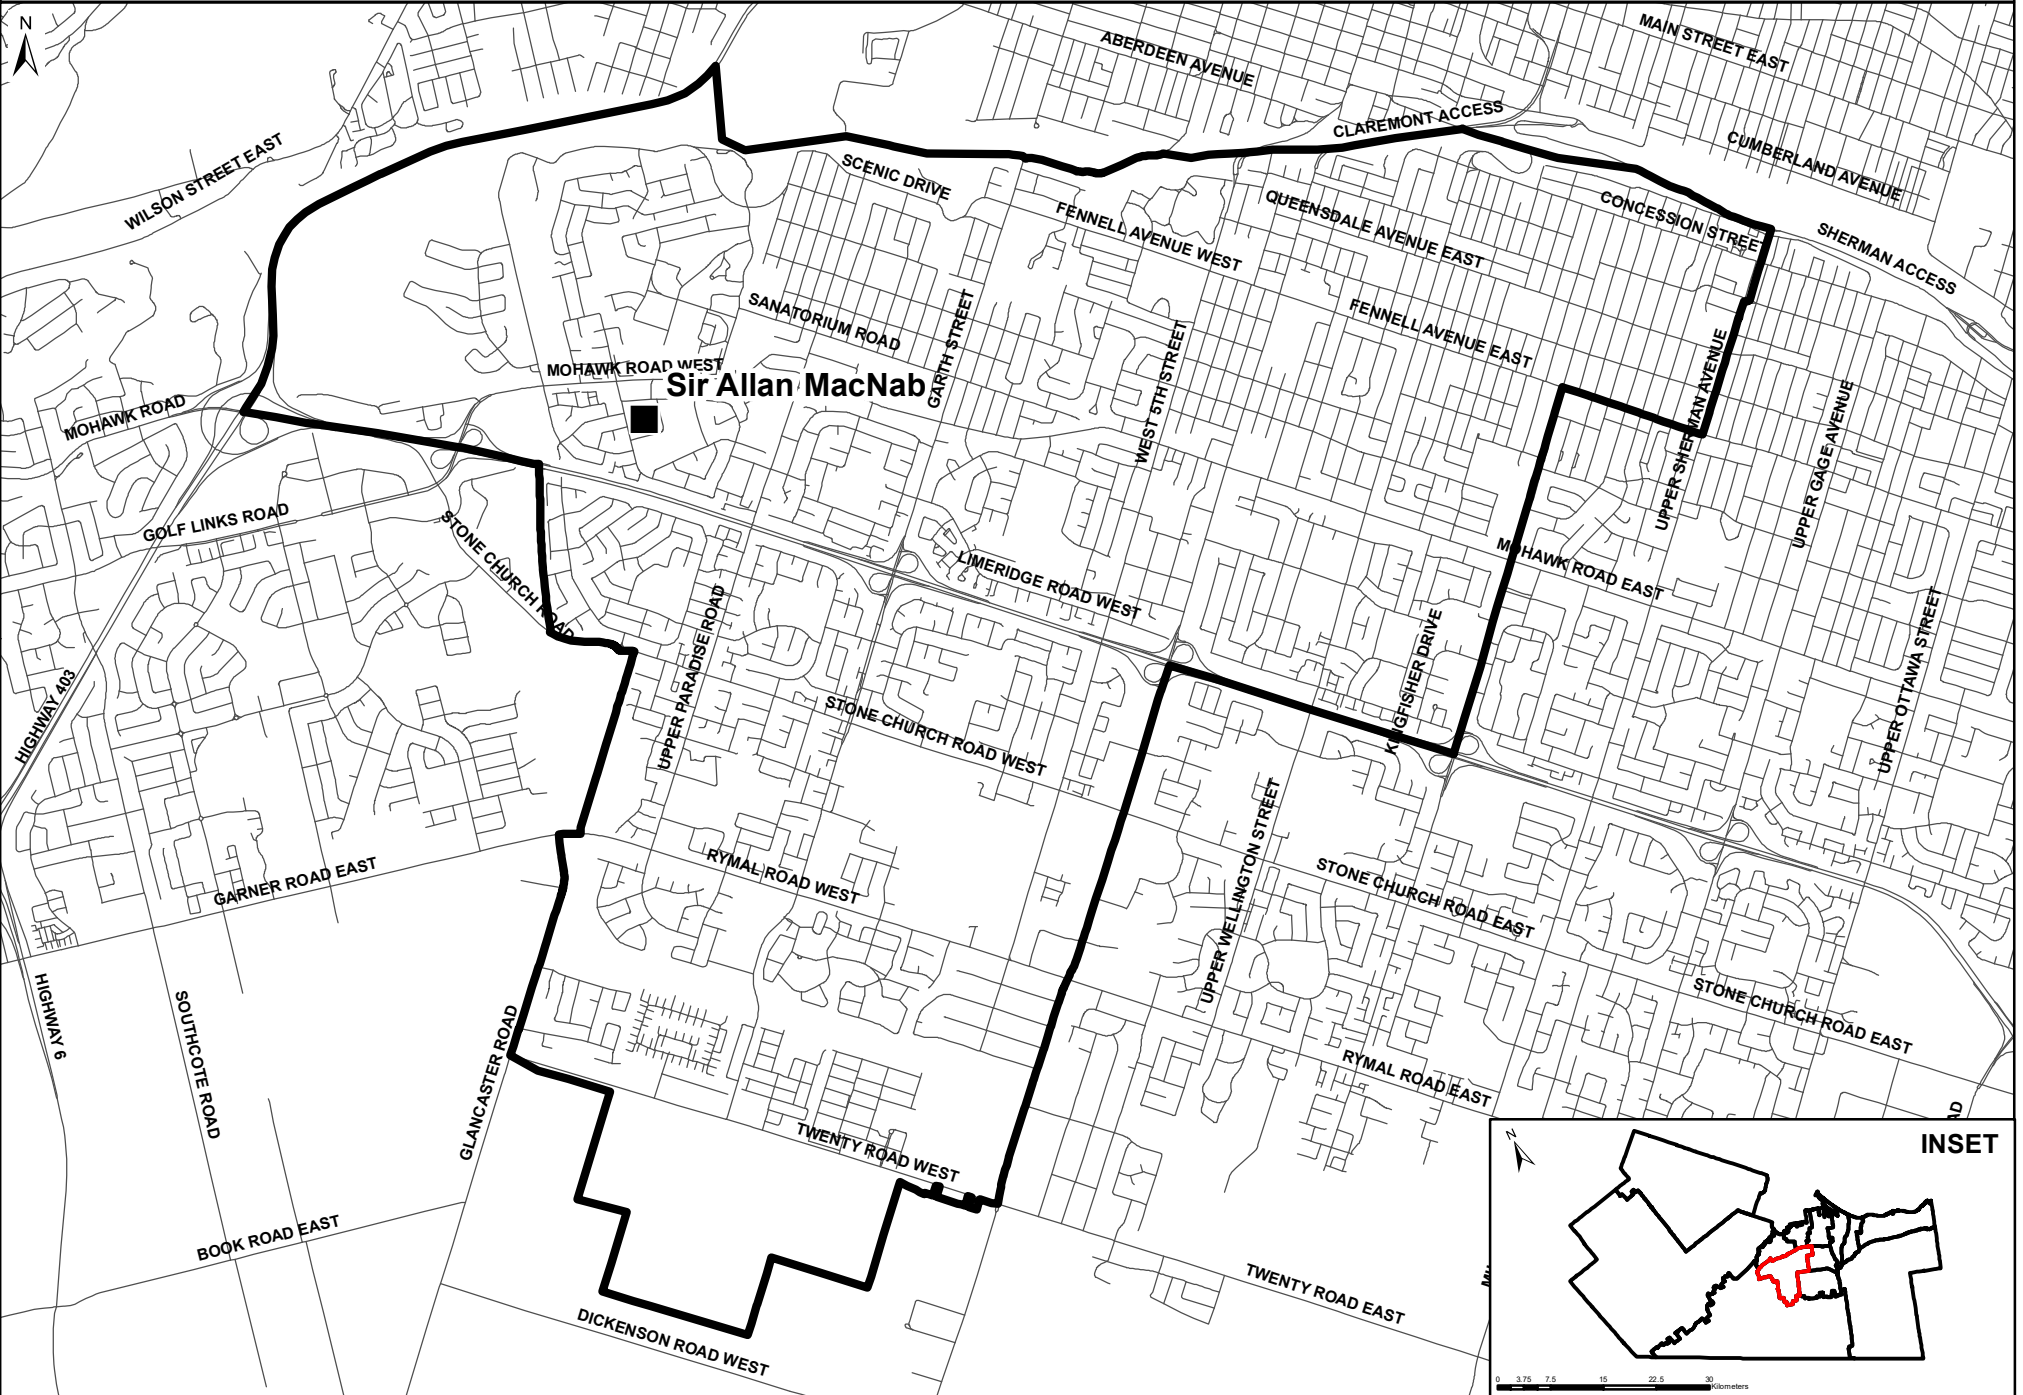 N
MAIN STREET EAST
ABERDEEN AVENUE
CLAREMONT ACCESS
CUMBERLAND AVENUE
WILSON STREET EAST
SCENIC DRIVE
CONCESSION STREE
QUEENSDALE AVENUE EAST
FENNELL AVENUE WEST
SHERMAN ACCESS
SANATORIUM ROAD
GARTH STREET
FENNELL AVENUE EAST
MOHAWK ROAD WEST
Sir Allan MacNab
WEST 5TH STREET
UPPER SHERMAN AVENUE
UPPER GAGE AVENUE
MOHAWK ROAD
GOLF LINKS ROAD
STONE CHURCH ROAD
LIMERIDGE ROAD WEST
MOHAWK ROAD EAST
KINGFISHER DRIVE
UPPER PARADISE ROAD
UPPER OTTAWA STREET
HIGHWAY 403
STONE CHURCH ROAD WEST
UPPER WELLINGTON STREET
RYMAL ROAD WEST
STONE CHURCH ROAD EAST
GARNER ROAD EAST
HIGHWAY 6
SOUTHCOTE ROAD
GLANCASTER ROAD
STONE CHURCH ROAD EAST
RYMAL ROAD EAST
TWENTY ROAD WEST
AD
BOOK ROAD EAST
TWENTY ROAD EAST
DICKENSON ROAD WEST
N
INSET
0 3.75 7.5 15 22.5 30
Kilometers